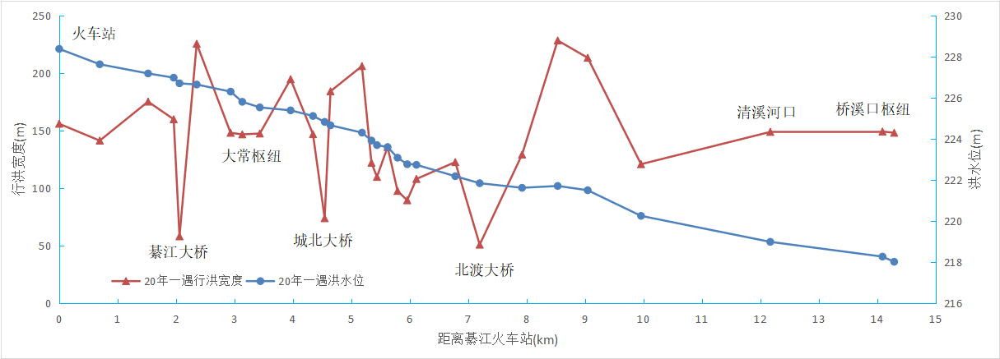 250
200
150
100
50
0
行洪宽度(m)
230
228
226
224
222
220
218
216
洪水位(m)
火车站
清溪河口
桥溪口枢纽
大常枢纽
綦江大桥
城北大桥
北渡大桥
20年一遇行洪宽度
20年一遇洪水位
0 1 2 3 4 5 6 7 8 9 10 11 12 13 14 15
距离綦江火车站(km)